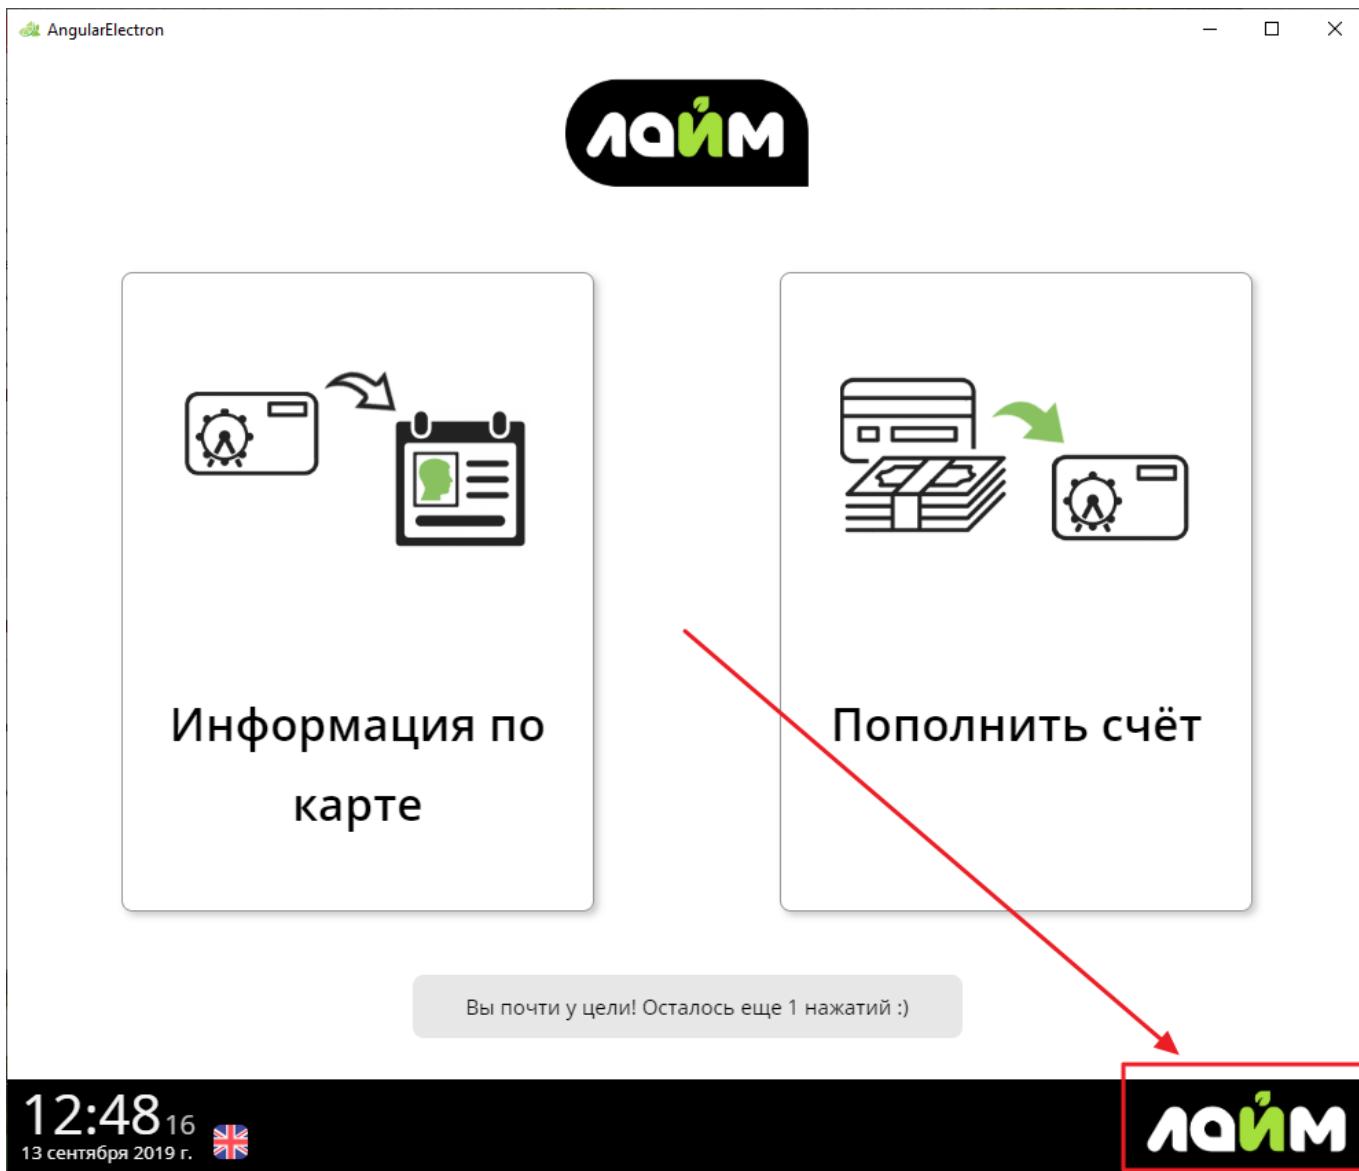 AngularElectron
лайм
Информация по
карте
Пополнить счёт
Вы почти у цели! Осталось еще 1 нажатий :)
12:48 16
13 сентября 2019 г.
лайм